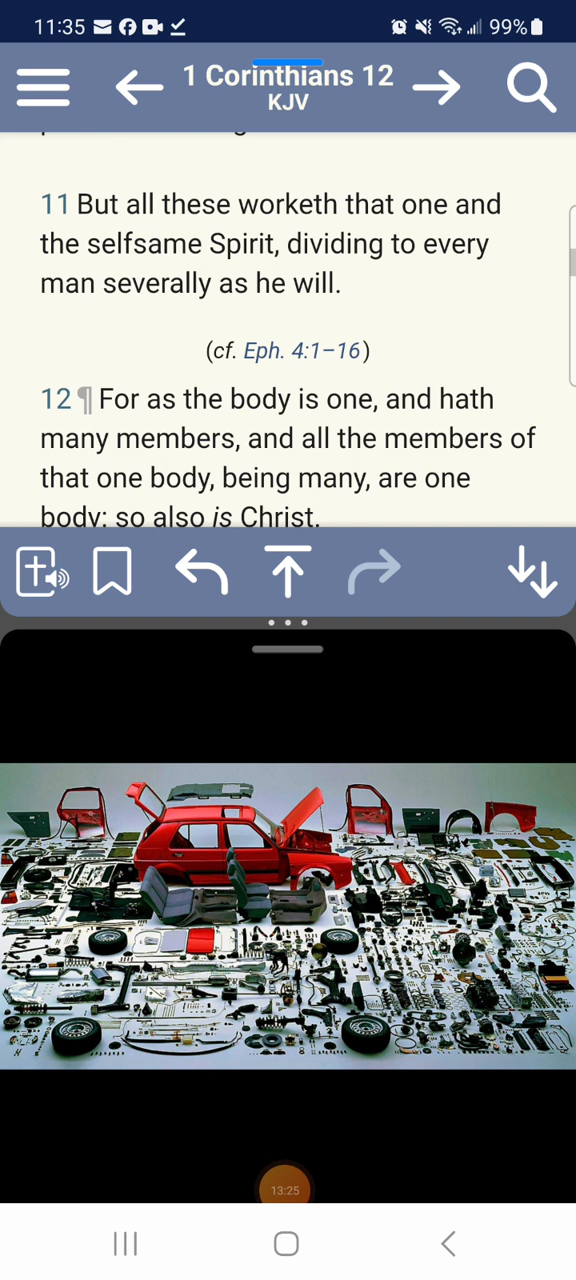 11:35 99%
1 Corinthians 12
KJV
11 But all these worketh that one and
the selfsame Spirit, dividing to every
man severally as he will.
(cf. Eph. 4:1–16)
12 ¶ For as the body is one, and hath
many members, and all the members of
that one body, being many, are one
body: so also is Christ.
13:25